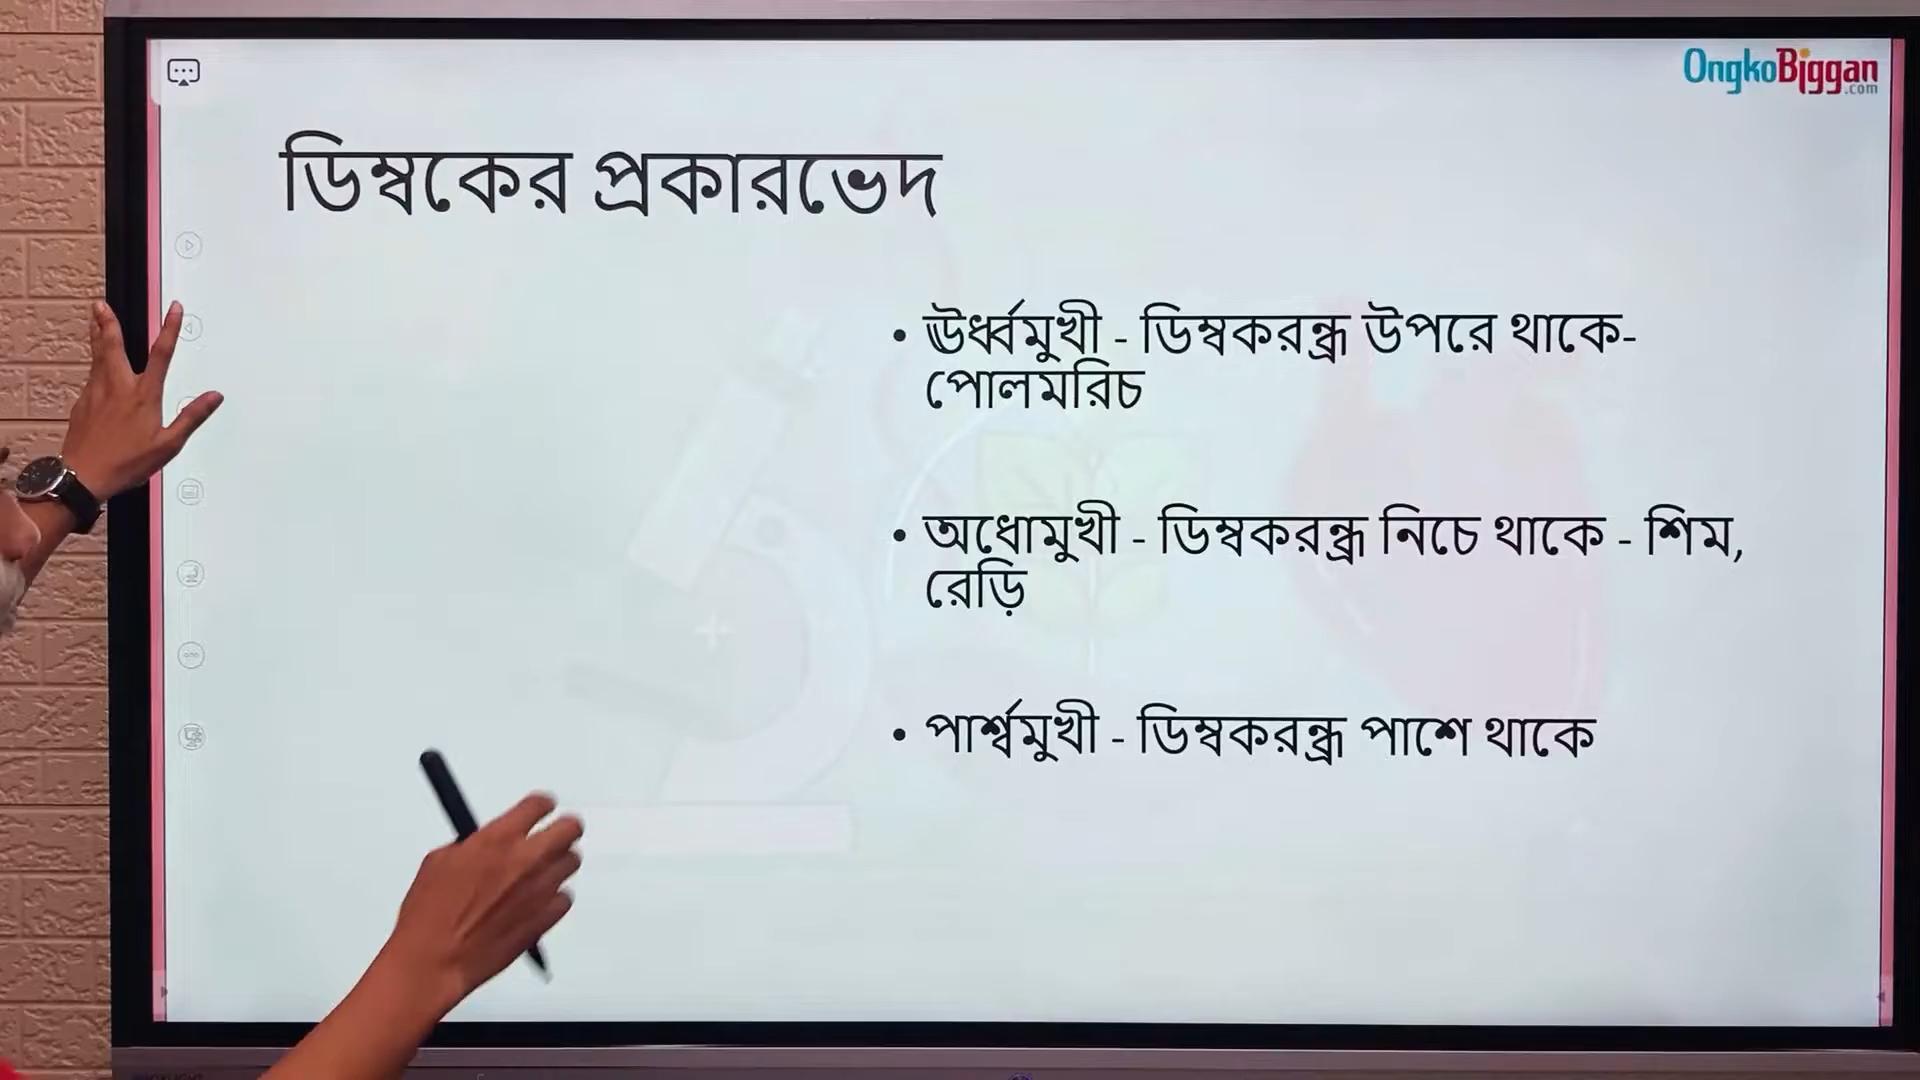 OngkoBiggan
.com
ডিম্বকের প্রকারভেদ
• ঊর্ধ্বমুখী - ডিম্বকরন্ধ্র উপরে থাকে-
পোলমরিচ
• অধোমুখী - ডিম্বকরন্ধ্র নিচে থাকে - শিম,
রেড়ি
• পার্শ্বমুখী - ডিম্বকরন্ধ্র পাশে থাকে